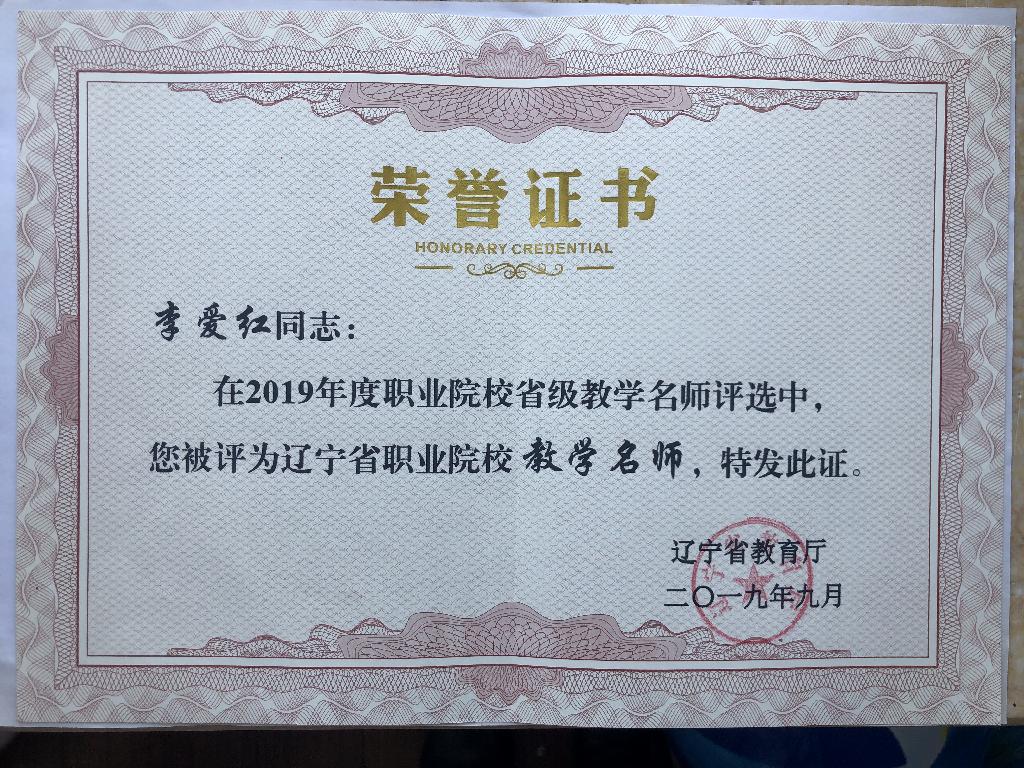 荣誉证书
HONORARY CREDENTIAL
李爱红同志：
在2019年度职业院校省级教学名师评选中，
您被评为辽宁省职业院校教学名师，特发此证。
辽宁省教育厅
二〇一九年九月